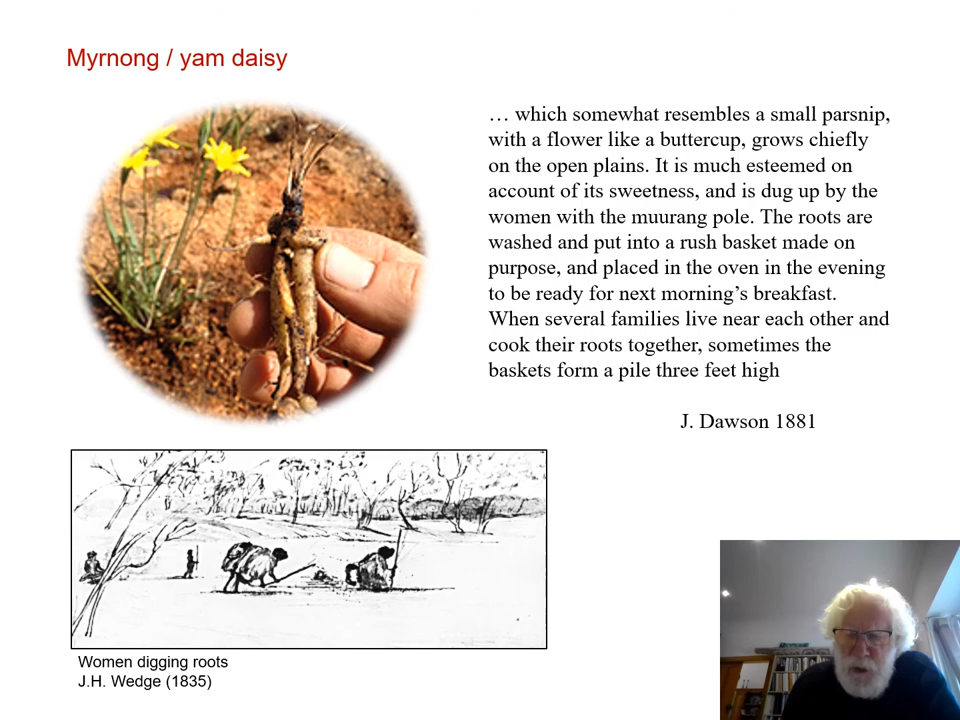 Myrnong / yam daisy
… which somewhat resembles a small parsnip,
with a flower like a buttercup, grows chiefly
on the open plains. It is much esteemed on
account of its sweetness, and is dug up by the
women with the muurang pole. The roots are
washed and put into a rush basket made on
purpose, and placed in the oven in the evening
to be ready for next morning’s breakfast.
When several families live near each other and
cook their roots together, sometimes the
baskets form a pile three feet high
J. Dawson 1881
Women digging roots
J.H. Wedge (1835)